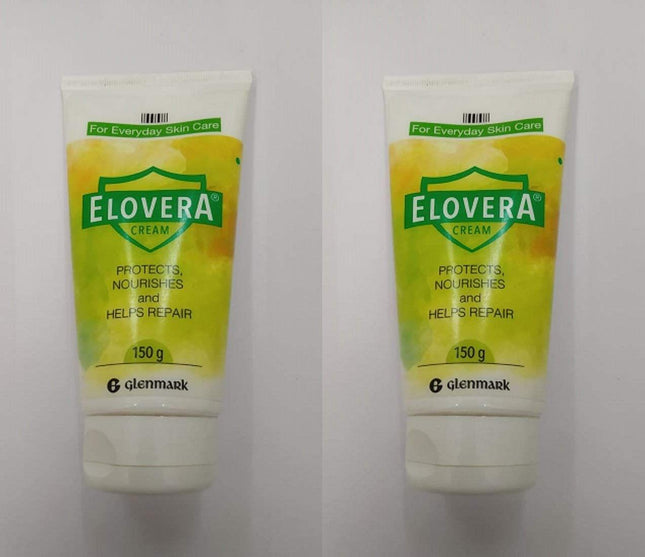 For Everyday Skin Care
ELOVERA®
CREAM
PROTECTS,
NOURISHES
and
HELPS REPAIR
150 g
Glenmark
For Everyday Skin Care
ELOVERA®
CREAM
PROTECTS,
NOURISHES
and
HELPS REPAIR
150 g
Glenmark